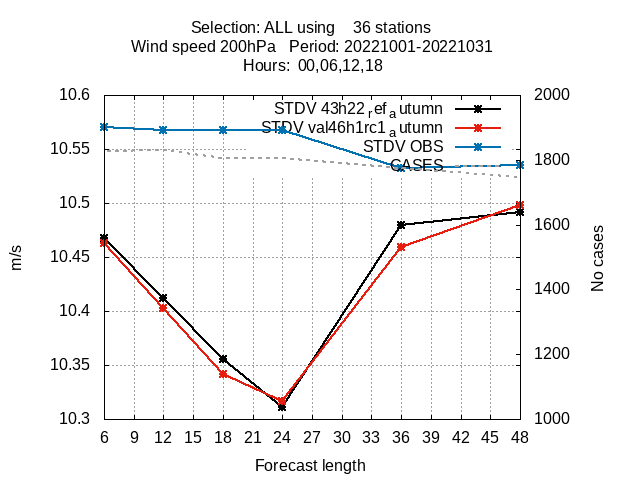 Selection: ALL using    36 stations
Wind speed 200hPa   Period: 20221001-20221031
Hours: 00,06,12,18
STDV 43h22_ref_autumn
STDV val46h1rc1_autumn
STDV OBS
CASES
10.6
10.55
10.5
10.45
10.4
10.35
10.3
2000
1800
1600
1400
1200
1000
m/s
No cases
6 9 12 15 18 21 24 27 30 33 36 39 42 45 48
Forecast length